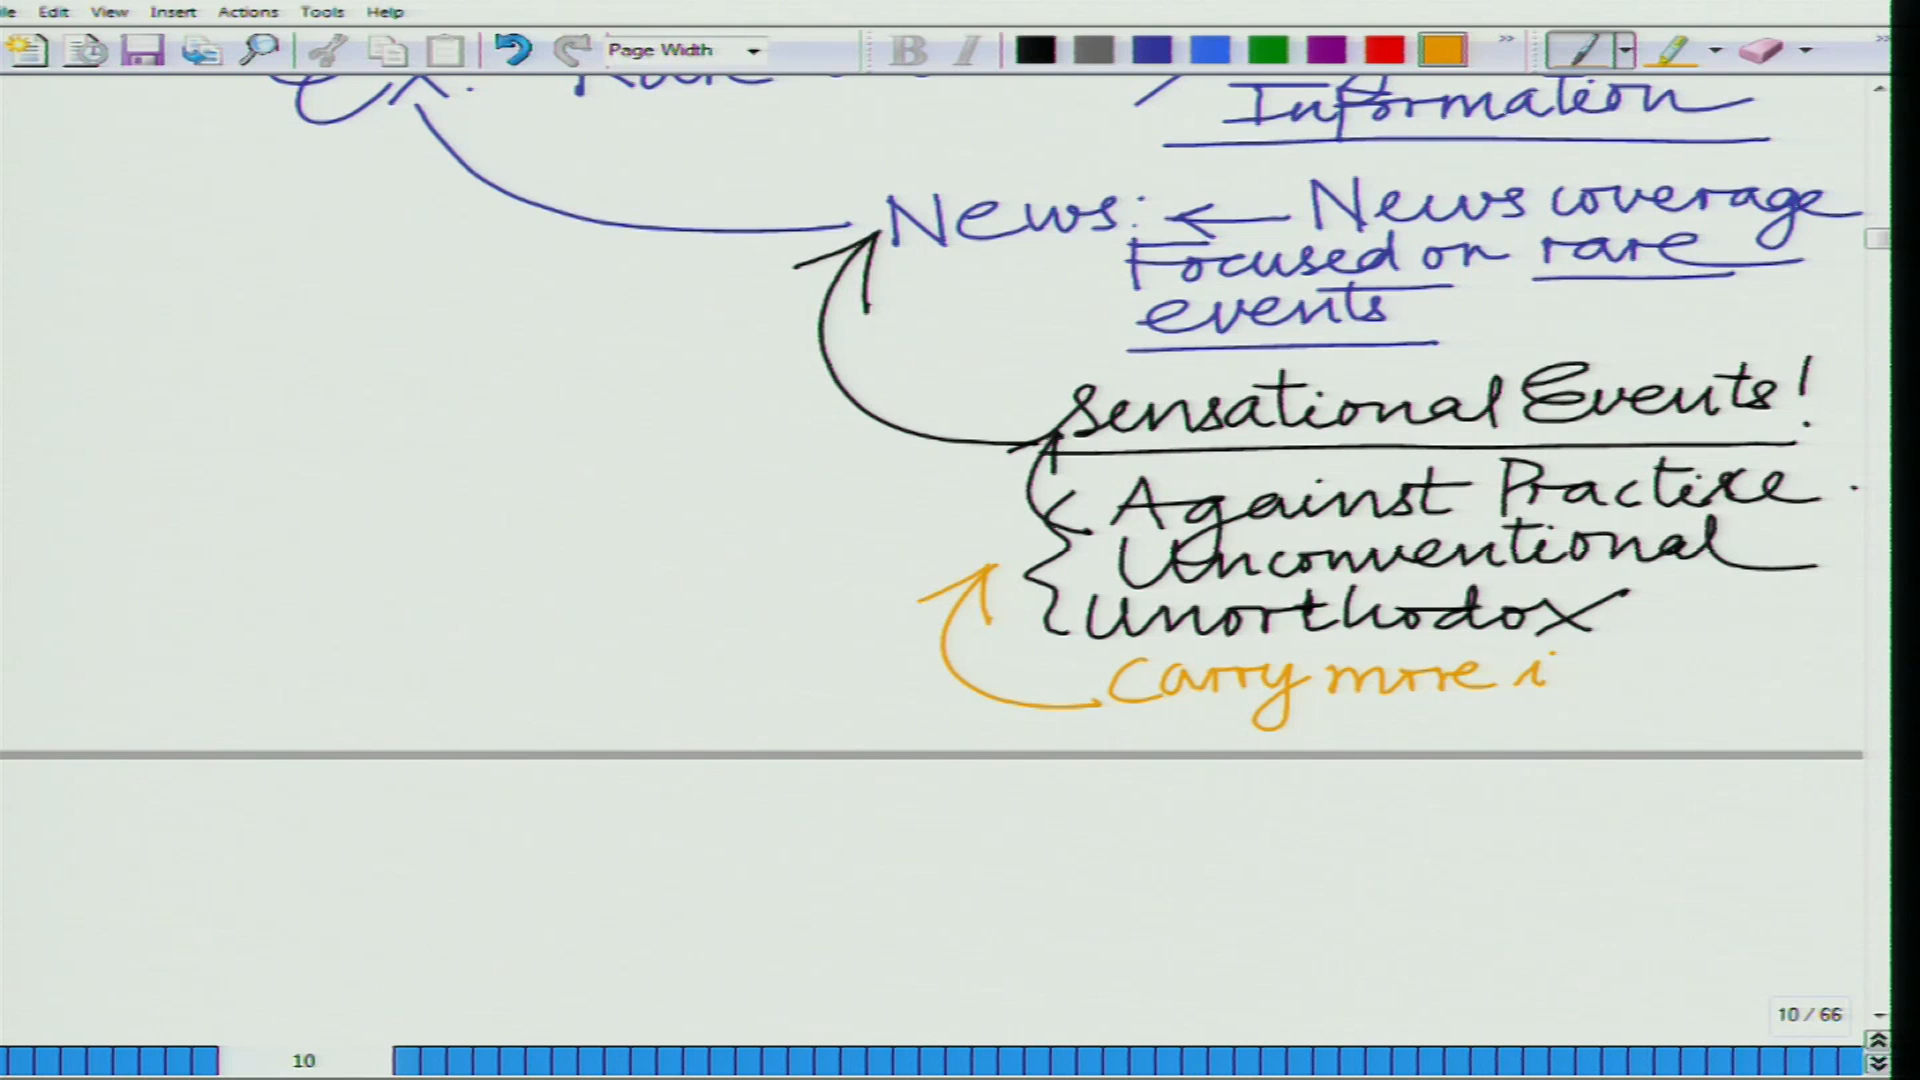 Edit View Insert Actions Tools Help
Page Width
B I
Information
News: ← News coverage
Focused on rare
events
Sensational Events!
Against Practice.
Unconventional
Unorthodox
Carry more i
10 / 66
10